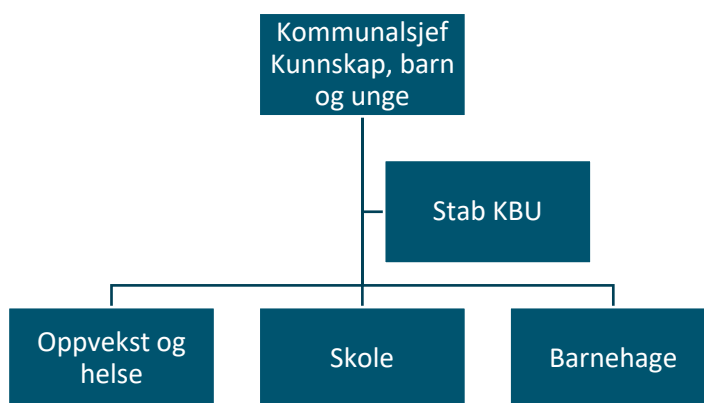 Kommunalsjef
Kunnskap, barn
og unge
Stab KBU
Oppvekst og
helse
Skole
Barnehage